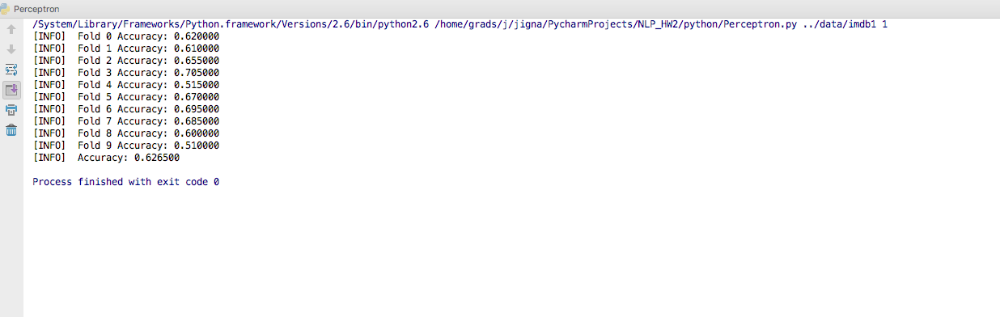 Perceptron
/System/Library/Frameworks/Python.framework/Versions/2.6/bin/python2.6 /home/grads/j/jigna/PycharmProjects/NLP_HW2/python/Perceptron.py ../data/imdb1 1
[INFO]  Fold 0 Accuracy: 0.620000
[INFO]  Fold 1 Accuracy: 0.610000
[INFO]  Fold 2 Accuracy: 0.655000
[INFO]  Fold 3 Accuracy: 0.705000
[INFO]  Fold 4 Accuracy: 0.515000
[INFO]  Fold 5 Accuracy: 0.670000
[INFO]  Fold 6 Accuracy: 0.695000
[INFO]  Fold 7 Accuracy: 0.685000
[INFO]  Fold 8 Accuracy: 0.600000
[INFO]  Fold 9 Accuracy: 0.510000
[INFO]  Accuracy: 0.626500
Process finished with exit code 0